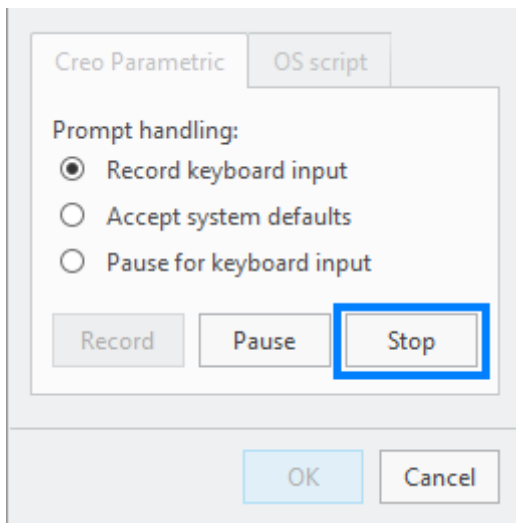 Creo Parametric OS script
Prompt handling:
Record keyboard input
Accept system defaults
Pause for keyboard input
Record Pause Stop
OK Cancel